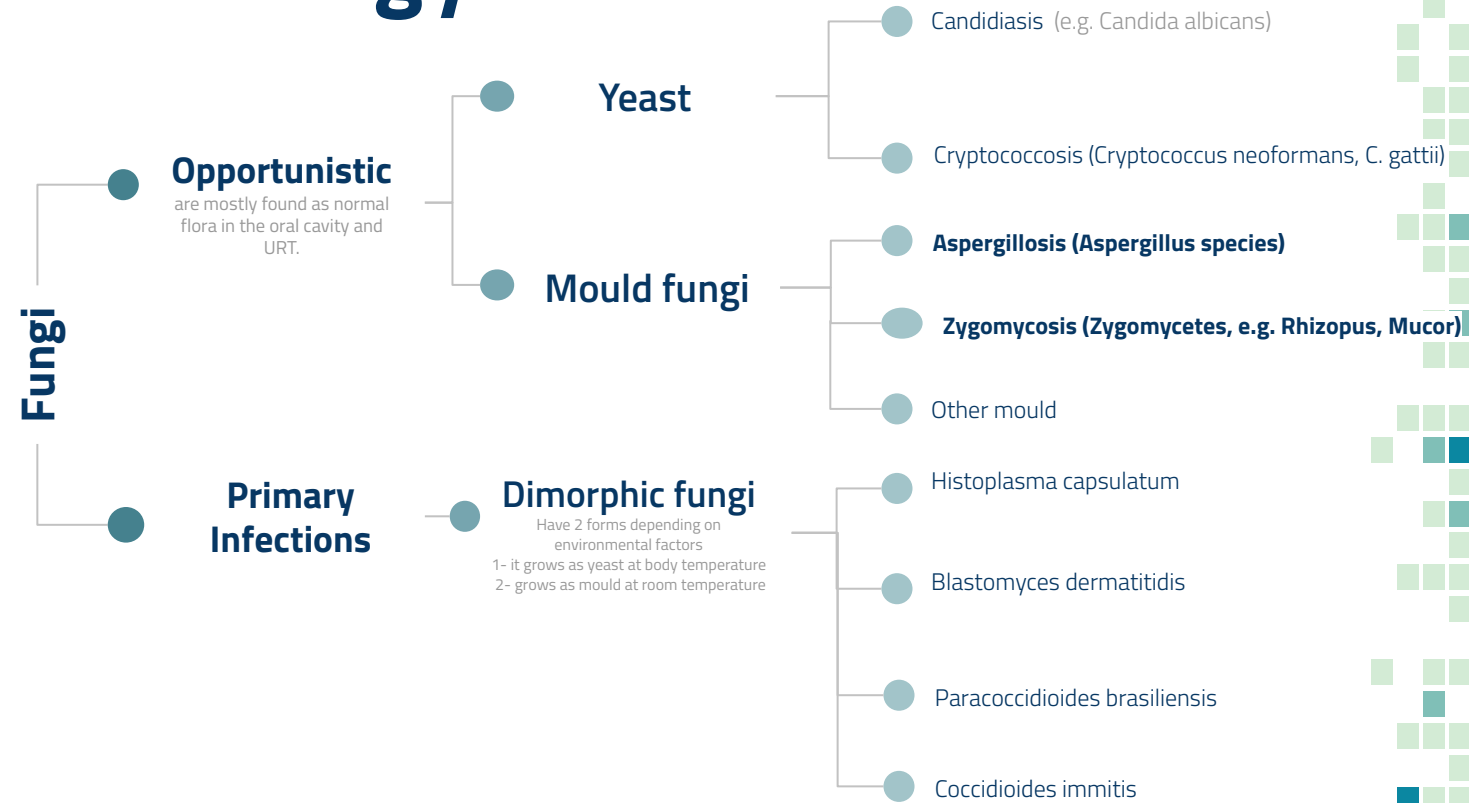 Fungi
Opportunistic
are mostly found as normal
flora in the oral cavity and
URT.
Yeast
Candidiasis (e.g. Candida albicans)
Cryptococcosis (Cryptococcus neoformans, C. gattii)
Mould fungi
Aspergillosis (Aspergillus species)
Zygomycosis (Zygomycetes, e.g. Rhizopus, Mucor)
Other mould
Primary
Infections
Dimorphic fungi
Have 2 forms depending on
environmental factors
1- it grows as yeast at body temperature
2- grows as mould at room temperature
Histoplasma capsulatum
Blastomyces dermatitidis
Paracoccidioides brasiliensis
Coccidioides immitis